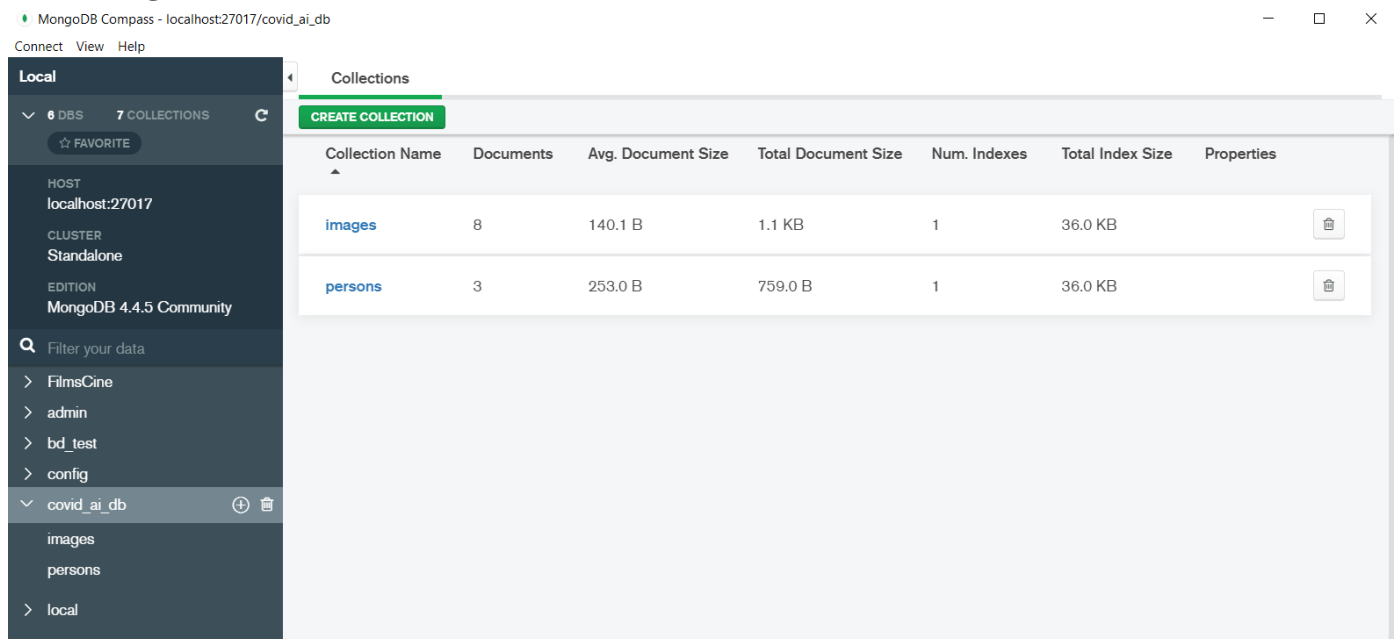 MongoDB Compass - localhost:27017/covid_ai_db
Connect View Help
Local
Collections
6 DBS 7 COLLECTIONS
FAVORITE
CREATE COLLECTION
Collection Name Documents Avg. Document Size Total Document Size Num. Indexes Total Index Size Properties
images 8 140.1 B 1.1 KB 1 36.0 KB
persons 3 253.0 B 759.0 B 1 36.0 KB
HOST
localhost:27017
CLUSTER
Standalone
EDITION
MongoDB 4.4.5 Community
Filter your data
FilmsCine
admin
bd_test
config
covid_ai_db
images
persons
local